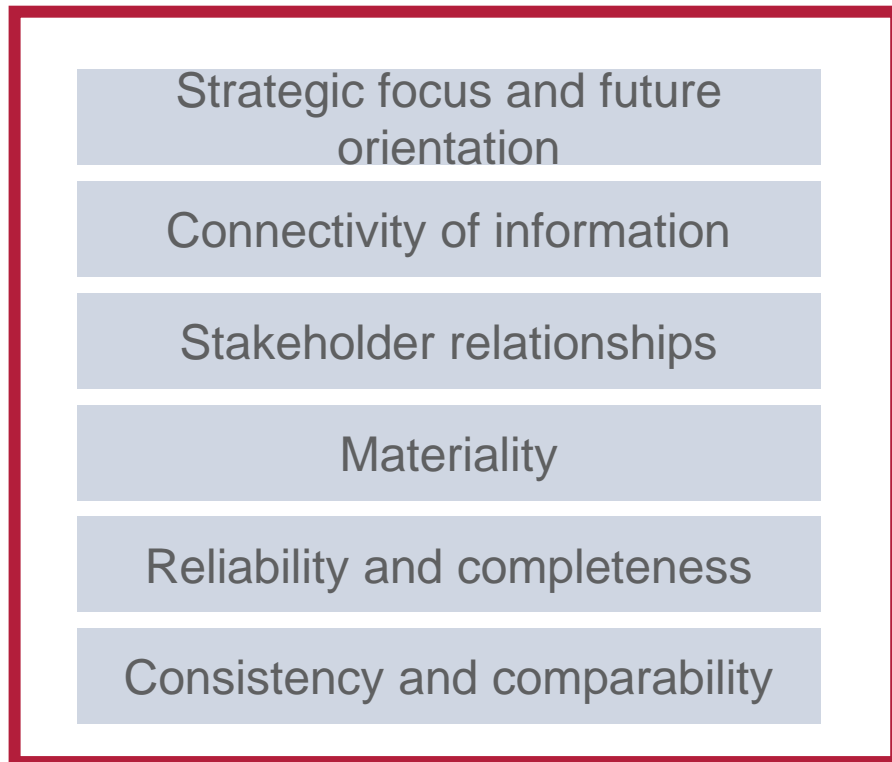 Strategic focus and future
orientation
Connectivity of information
Stakeholder relationships
Materiality
Reliability and completeness
Consistency and comparability